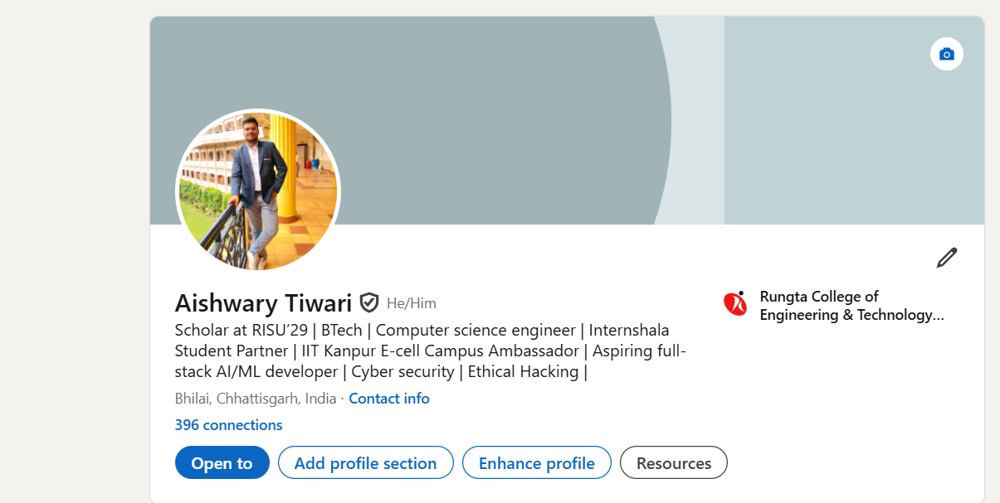 Aishwary Tiwari He/Him
Scholar at RISU’29 | BTech | Computer science engineer | Internshala
Student Partner | IIT Kanpur E-cell Campus Ambassador | Aspiring full-
stack AI/ML developer | Cyber security | Ethical Hacking |
Bhilai, Chhattisgarh, India · Contact info
396 connections
Rungta College of
Engineering & Technology...
Open to
Add profile section
Enhance profile
Resources